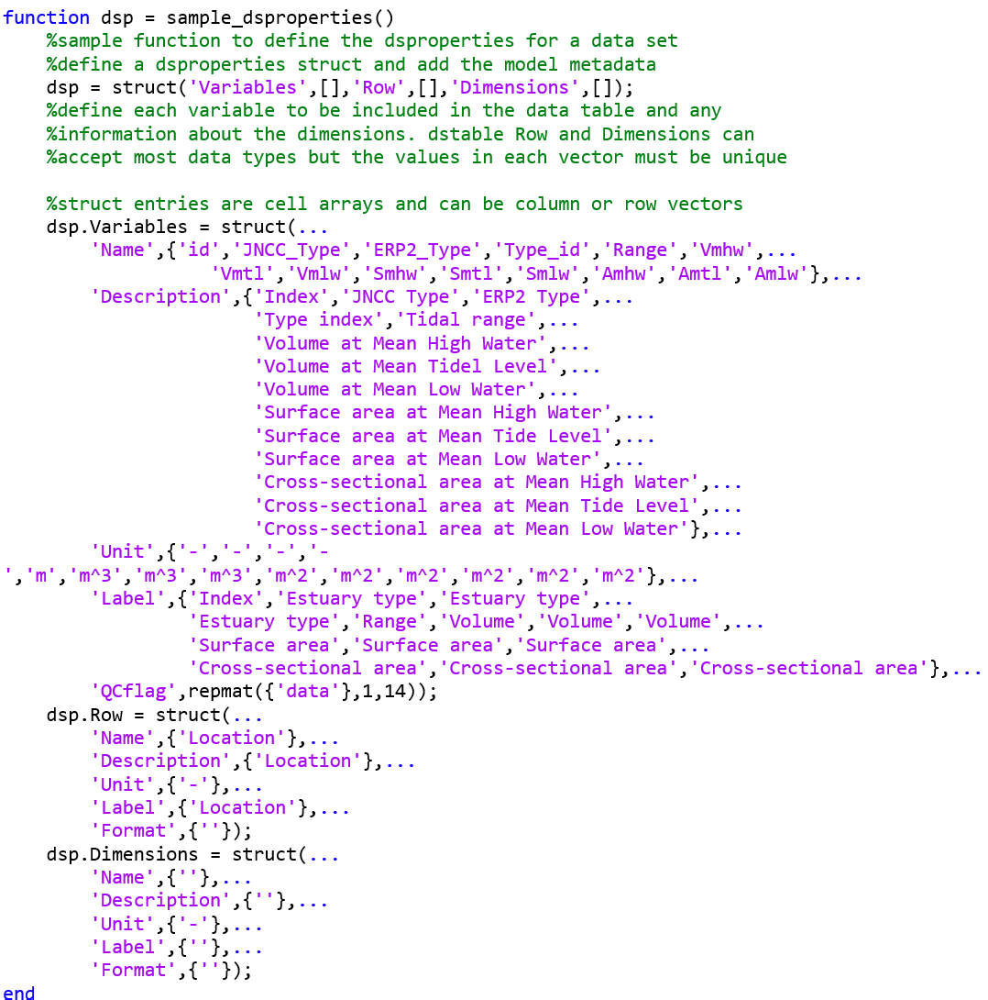 function dsp = sample_dsproperties()
    %sample function to define the dsproperties for a data set
    %define a dsproperties struct and add the model metadata
    dsp = struct('Variables',[],'Row',[],'Dimensions',[]);
    %define each variable to be included in the data table and any
    %information about the dimensions. dstable Row and Dimensions can
    %accept most data types but the values in each vector must be unique

    %struct entries are cell arrays and can be column or row vectors
    dsp.Variables = struct(...
        'Name',{'id','JNCC_Type','ERP2_Type','Type_id','Range','Vmhw',...
                   'Vmtl','Vmlw','Smhw','Smtl','Smlw','Amhw','Amtl','Amlw'},...
        'Description',{'Index','JNCC Type','ERP2 Type',...
                       'Type index','Tidal range',...
                       'Volume at Mean High Water',...
                       'Volume at Mean Tidel Level',...
                       'Volume at Mean Low Water',...
                       'Surface area at Mean High Water',...
                       'Surface area at Mean Tide Level',...
                       'Surface area at Mean Low Water',...
                       'Cross-sectional area at Mean High Water',...
                       'Cross-sectional area at Mean Tide Level',...
                       'Cross-sectional area at Mean Low Water'},...
        'Unit',{'-','-','-','-
','m','m^3','m^3','m^3','m^2','m^2','m^2','m^2','m^2','m^2'},...
        'Label',{'Index','Estuary type','Estuary type',...
                 'Estuary type','Range','Volume','Volume','Volume',...
                 'Surface area','Surface area','Surface area',...
                 'Cross-sectional area','Cross-sectional area','Cross-sectional area'},...
        'QCflag',repmat({'data'},1,14));
    dsp.Row = struct(...
        'Name',{'Location'},...
        'Description',{'Location'},...
        'Unit',{'-'},...
        'Label',{'Location'},...
        'Format',{''});
    dsp.Dimensions = struct(...
        'Name',{''},...
        'Description',{''},...
        'Unit',{'-'},...
        'Label',{''},...
        'Format',{''});
end